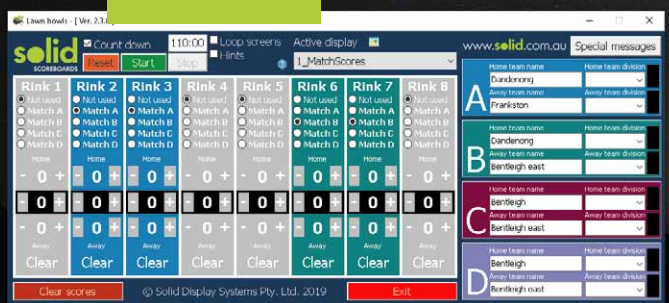 Lawn bowls - [ Ver. 2.3.
solid
SCOREBOARDS
Count down
110:00
Loop screens
Hints
Active display
1_MatchScores
Reset
Start
Stop
www.solid.com.au
Special messages
Rink 1 Rink 2 Rink 3 Rink 4 Rink 5 Rink 6 Rink 7 Rink 8
Not used Not used Not used Not used Not used Not used Not used Not used
Match A Match A Match A Match A Match A Match A Match A Match A
Match B Match B Match B Match B Match B Match B Match B Match B
Match C Match C Match C Match C Match C Match C Match C Match C
Match D Match D Match D Match D Match D Match D Match D Match D
Home Home Home Home Home Home Home Home
- 0 + - 0 + - 0 + - 0 + - 0 + - 0 + - 0 + - 0 +
- 0 + - 0 + - 0 + - 0 + - 0 + - 0 + - 0 + - 0 +
- 0 + - 0 + - 0 + - 0 + - 0 + - 0 + - 0 + - 0 +
Away Away Away Away Away Away Away Away
Clear Clear Clear Clear Clear Clear Clear Clear
A
Home team name Home team division
Dandenong
Away team name Away team division
Frankston
B
Home team name Home team division
Dandenong
Away team name Away team division
Bentleigh east
C
Home team name Home team division
Bentleigh
Away team name Away team division
Bentleigh east
D
Home team name Home team division
Bentleigh
Away team name Away team division
Bentleigh east
Clear scores
© Solid Display Systems Pty. Ltd. 2019
Exit